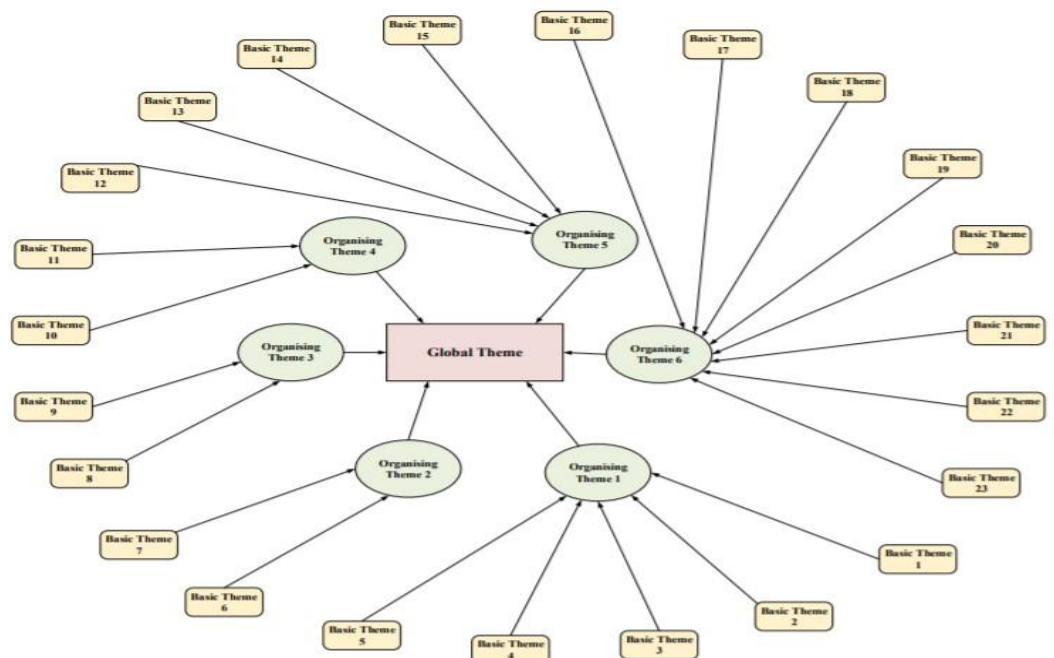 Basic Theme
15
Basic Theme
16
Basic Theme
17
Basic Theme
14
Basic Theme
18
Basic Theme
13
Basic Theme
19
Basic Theme
12
Organising
Theme 5
Basic Theme
20
Organising
Theme 4
Basic Theme
11
Basic Theme
10
Organising
Theme 3
Global Theme
Organising
Theme 6
Basic Theme
21
Basic Theme
9
Basic Theme
22
Basic Theme
8
Organising
Theme 2
Organising
Theme 1
Basic Theme
23
Basic Theme
7
Basic Theme
1
Basic Theme
6
Basic Theme
2
Basic Theme
5
Basic Theme
4
Basic Theme
3